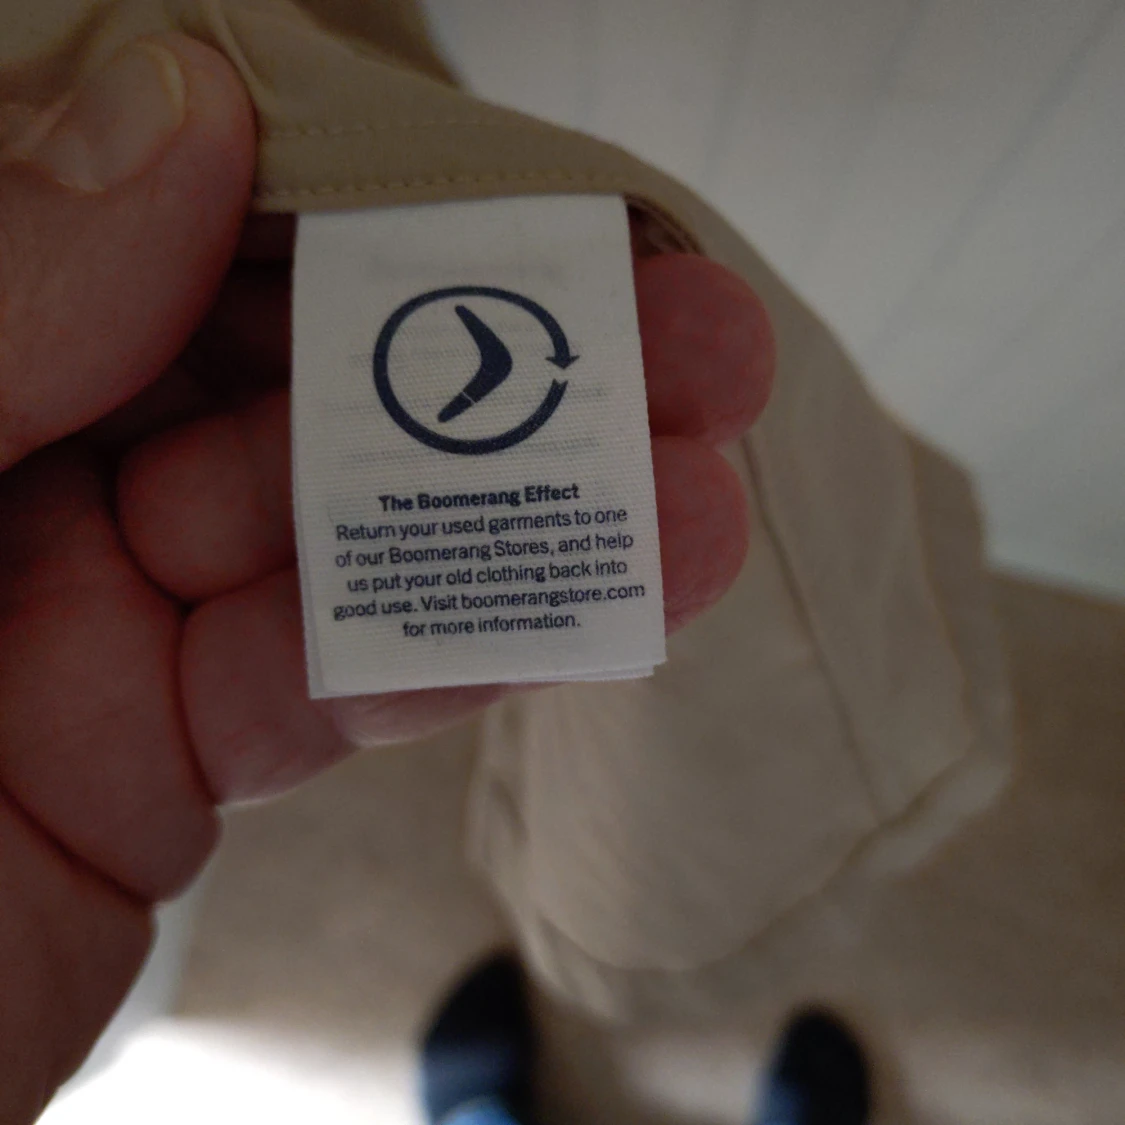 The Boomerang Effect
Return your used garments to one
of our Boomerang Stores, and help
us put your old clothing back into
good use. Visit boomerangstore.com
for more information.